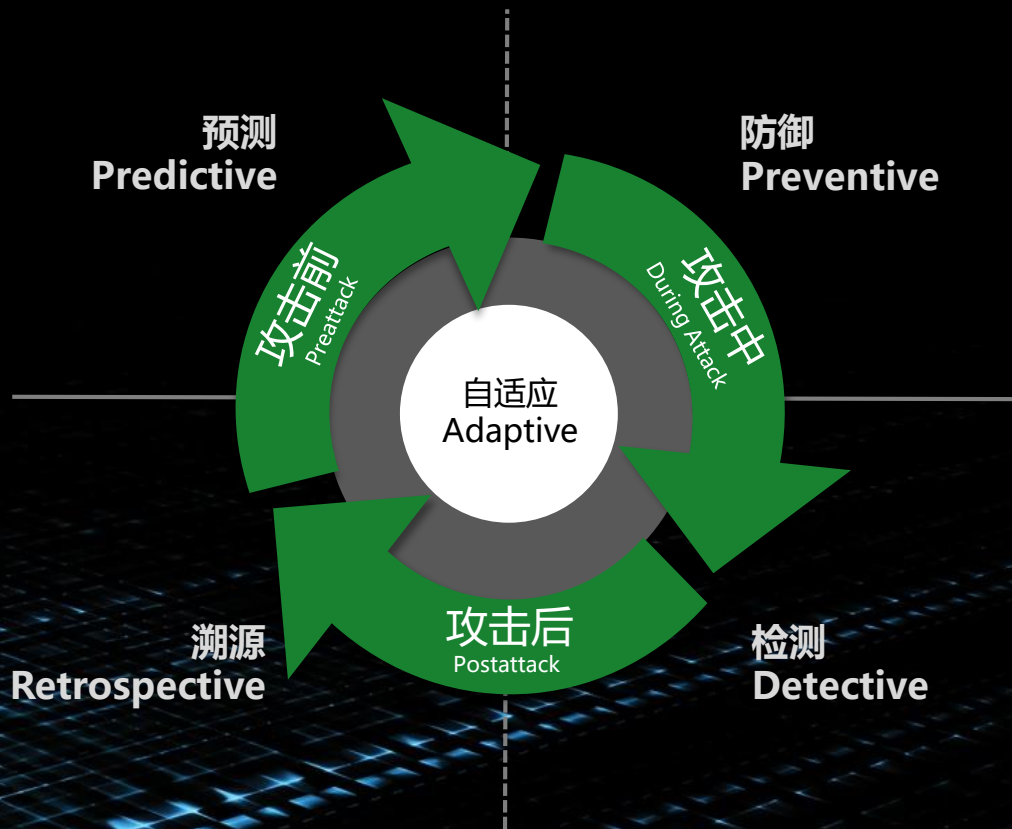 预测
Predictive
防御
Preventive
攻击前
Preattack
攻击中
During Attack
自适应
Adaptive
攻击后
Postattack
溯源
Retrospective
检测
Detective